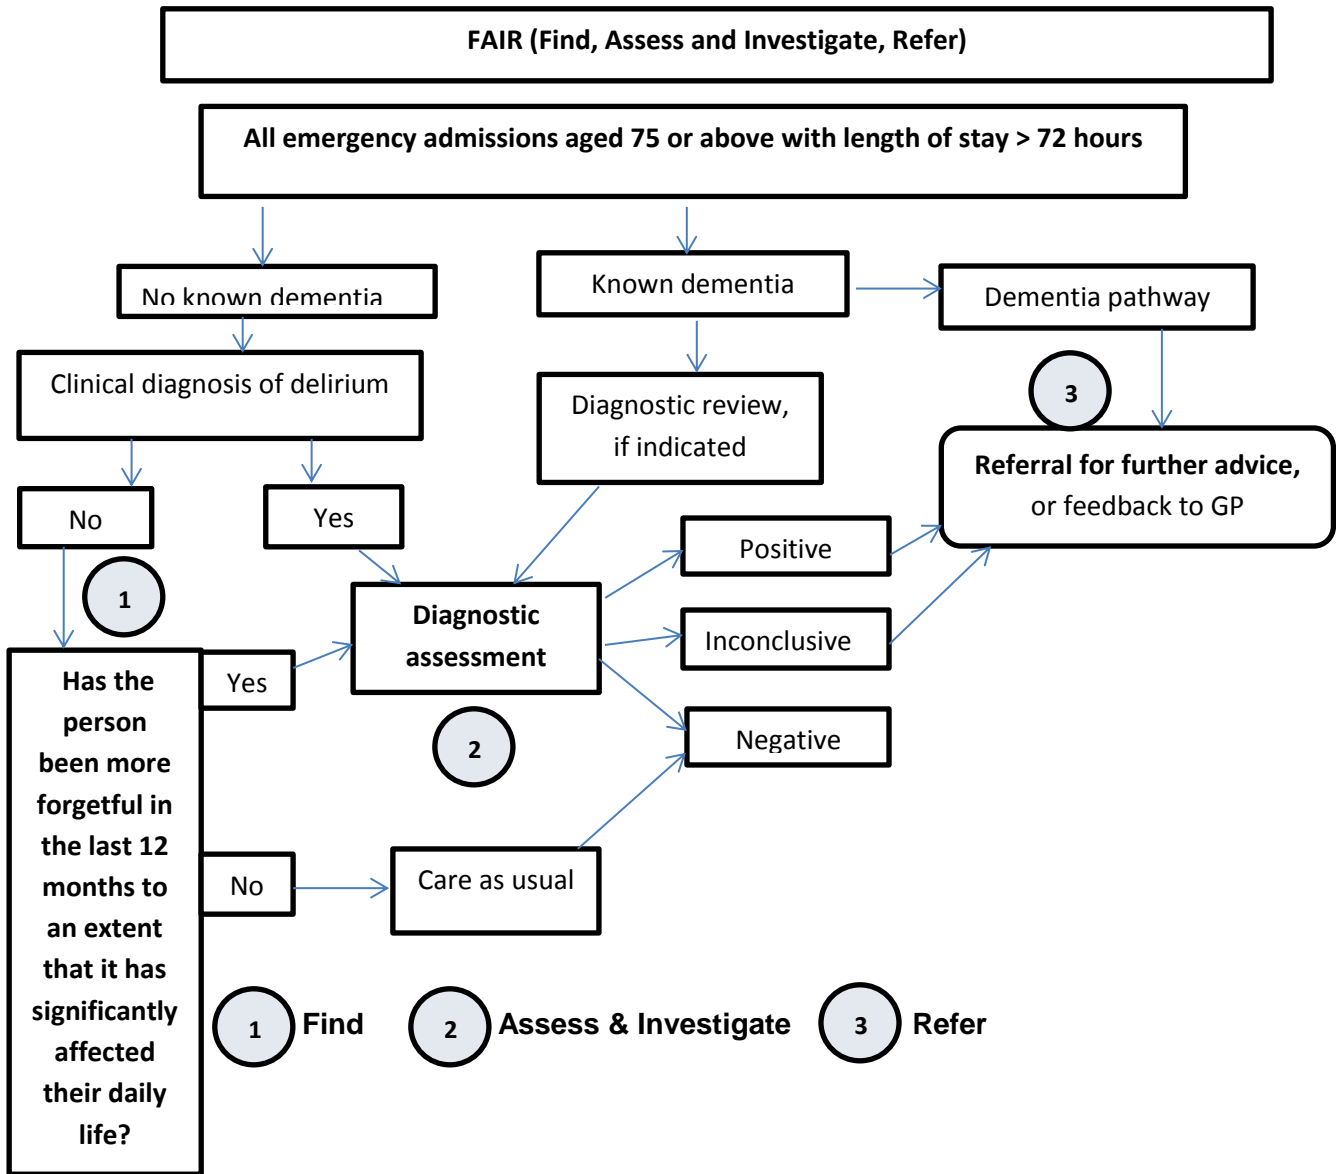 FAIR (Find, Assess and Investigate, Refer)
All emergency admissions aged 75 or above with length of stay > 72 hours
No known dementia
Known dementia
Dementia pathway
Clinical diagnosis of delirium
Diagnostic review,
if indicated
3
Referral for further advice,
or feedback to GP
No
Yes
1
Positive
Diagnostic
assessment
Inconclusive
Has the
person
been more
forgetful in
the last 12
months to
an extent
that it has
significantly
affected
their daily
life?
Yes
2
Negative
No
Care as usual
1 Find
2 Assess & Investigate
3 Refer